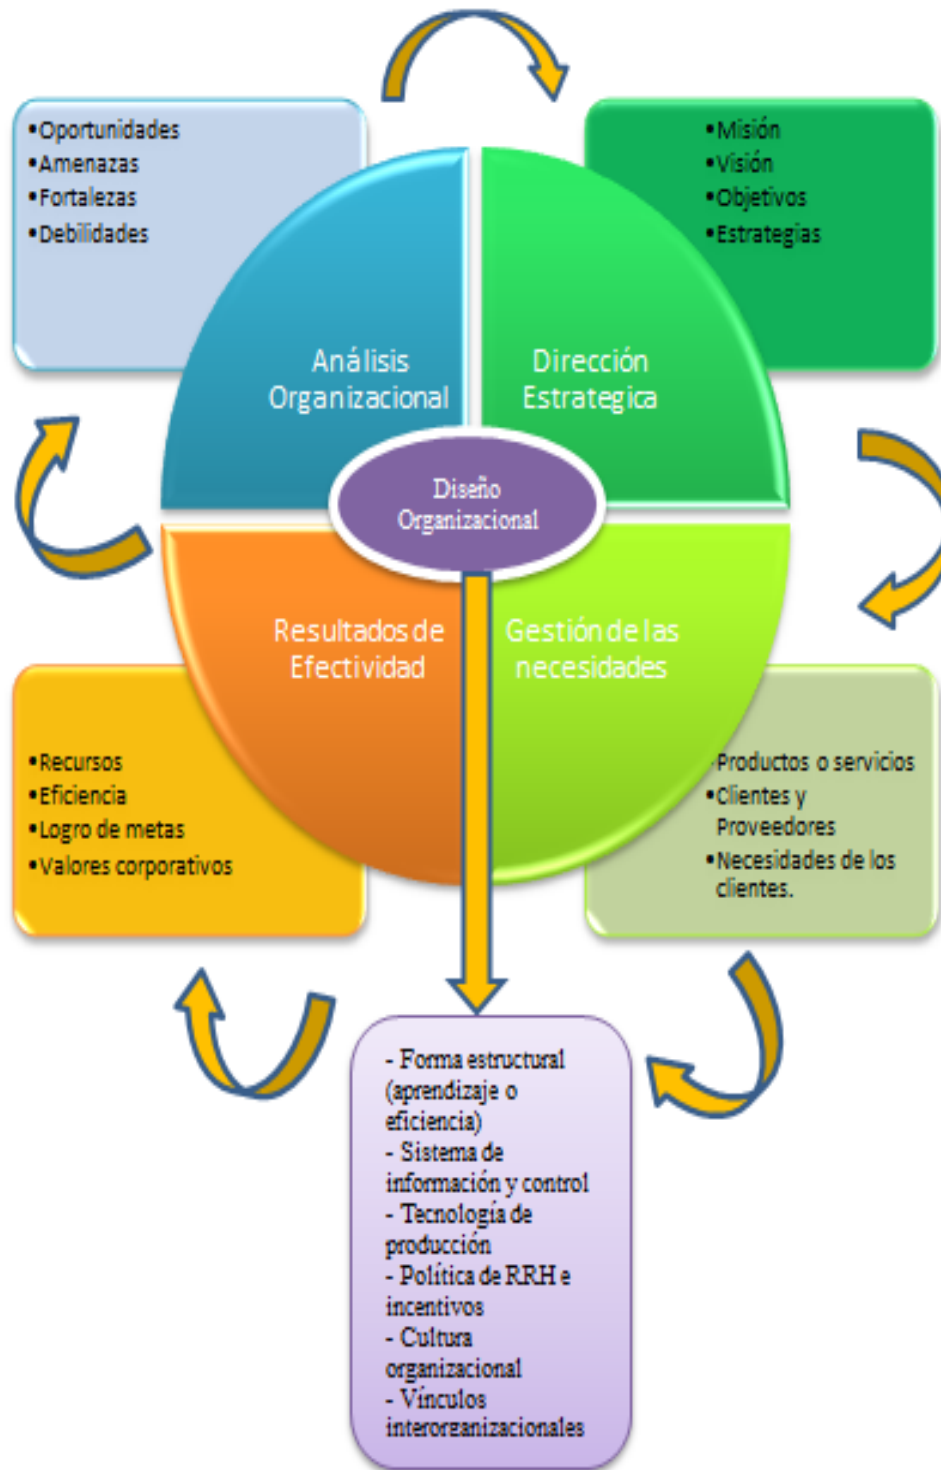 •Oportunidades
•Amenazas
•Fortalezas
•Debilidades
•Misión
•Visión
•Objetivos
•Estrategias
Análisis
Organizacional
Dirección
Estrategica
Diseño
Organizacional
Resultados de
Efectividad
Gestión de las
necesidades
•Recursos
•Eficiencia
•Logro de metas
•Valores corporativos
•Productos o servicios
•Clientes y
Proveedores
•Necesidades de los
clientes.
- Forma estructural
(aprendizaje o
eficiencia)
- Sistema de
información y control
- Tecnología de
producción
- Política de RRH e
incentivos
- Cultura
organizacional
- Vínculos
interorganizacionales